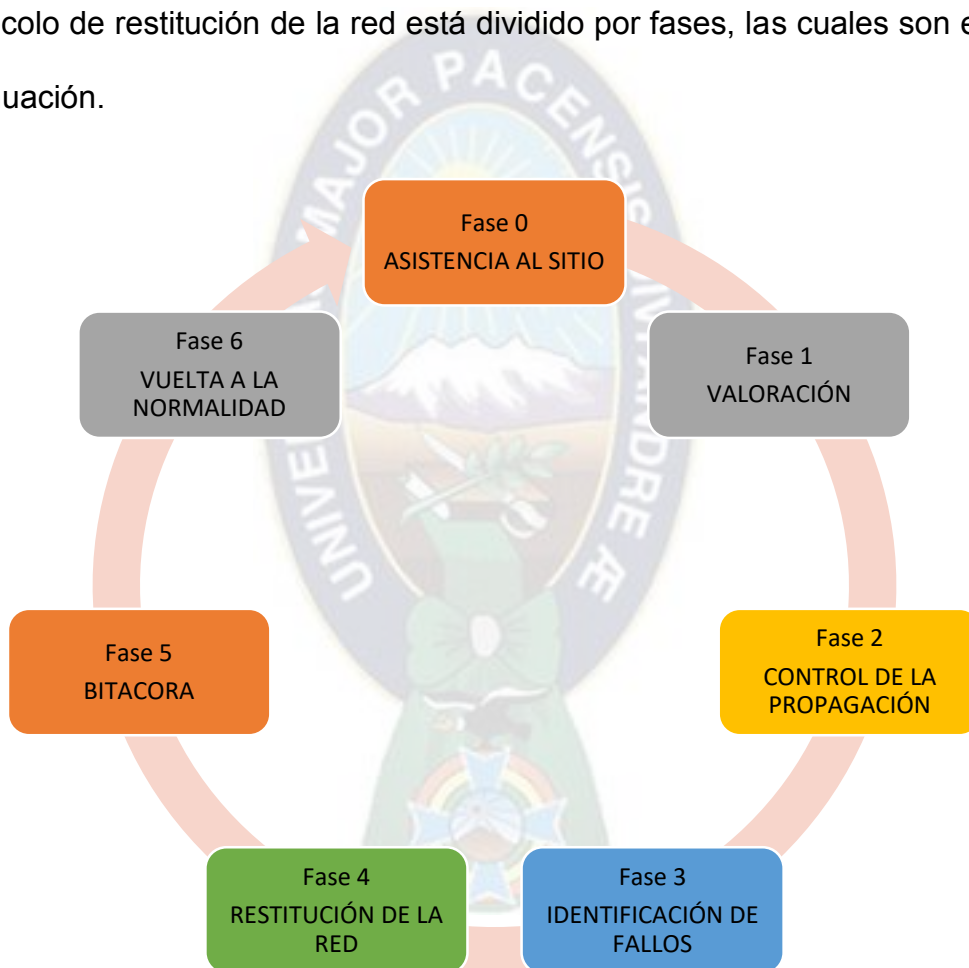 colo de restitución de la red está dividido por fases, las cuales son e
uación.
Fase 0
ASISTENCIA AL SITIO
Fase 1
VALORACIÓN
Fase 2
CONTROL DE LA
PROPAGACIÓN
Fase 3
IDENTIFICACIÓN DE
FALLOS
Fase 4
RESTITUCIÓN DE LA
RED
Fase 5
BITACORA
Fase 6
VUELTA A LA
NORMALIDAD
MAJOR PACENSIS